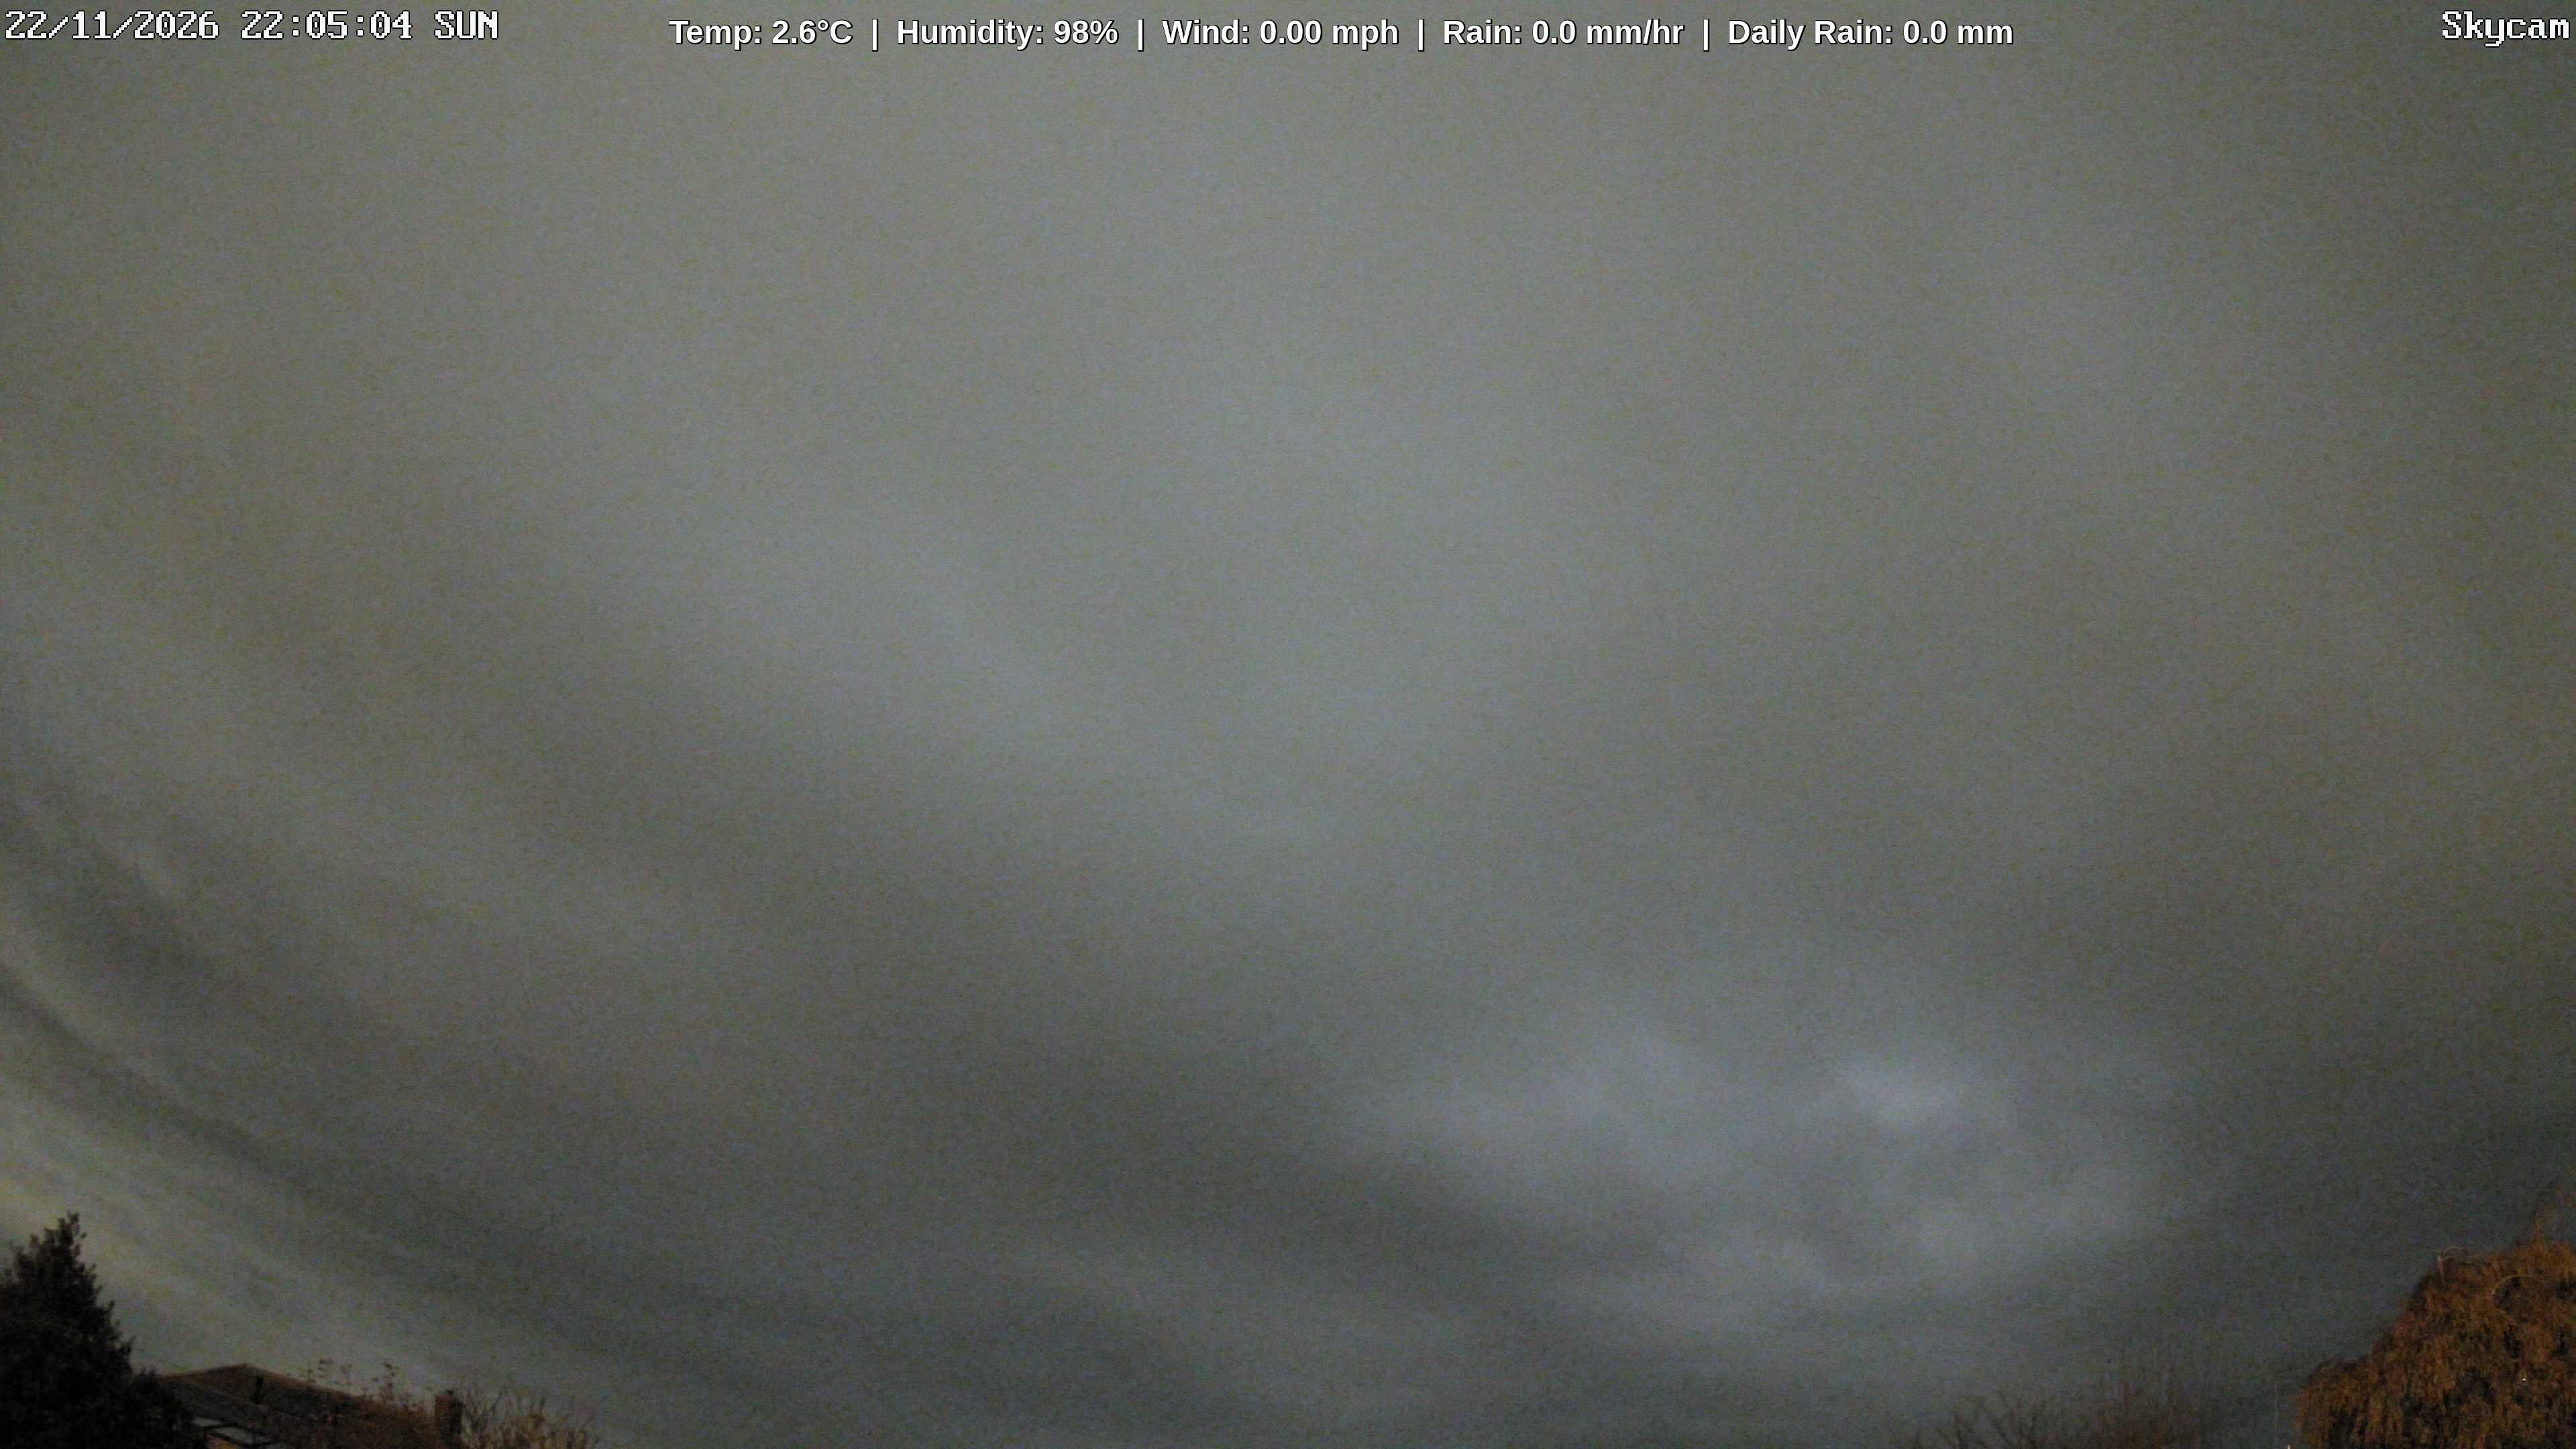 22/11/2026 22:05:04 SUN
Temp: 2.6°C | Humidity: 98% | Wind: 0.00 mph | Rain: 0.0 mm/hr | Daily Rain: 0.0 mm
Skycam